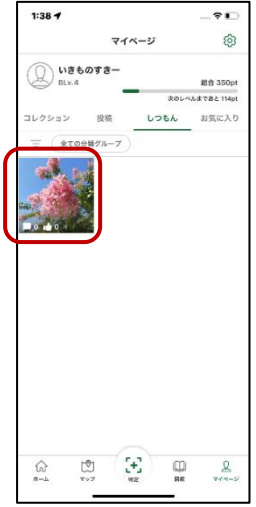 1:38
マイページ
いきものすきー
BLv.4
総合 350pt
次のレベルまであと 114pt
コレクション 投稿 しつもん お気に入り
全ての分類グループ
0 0
ホーム マップ 判定 図鑑 マイページ